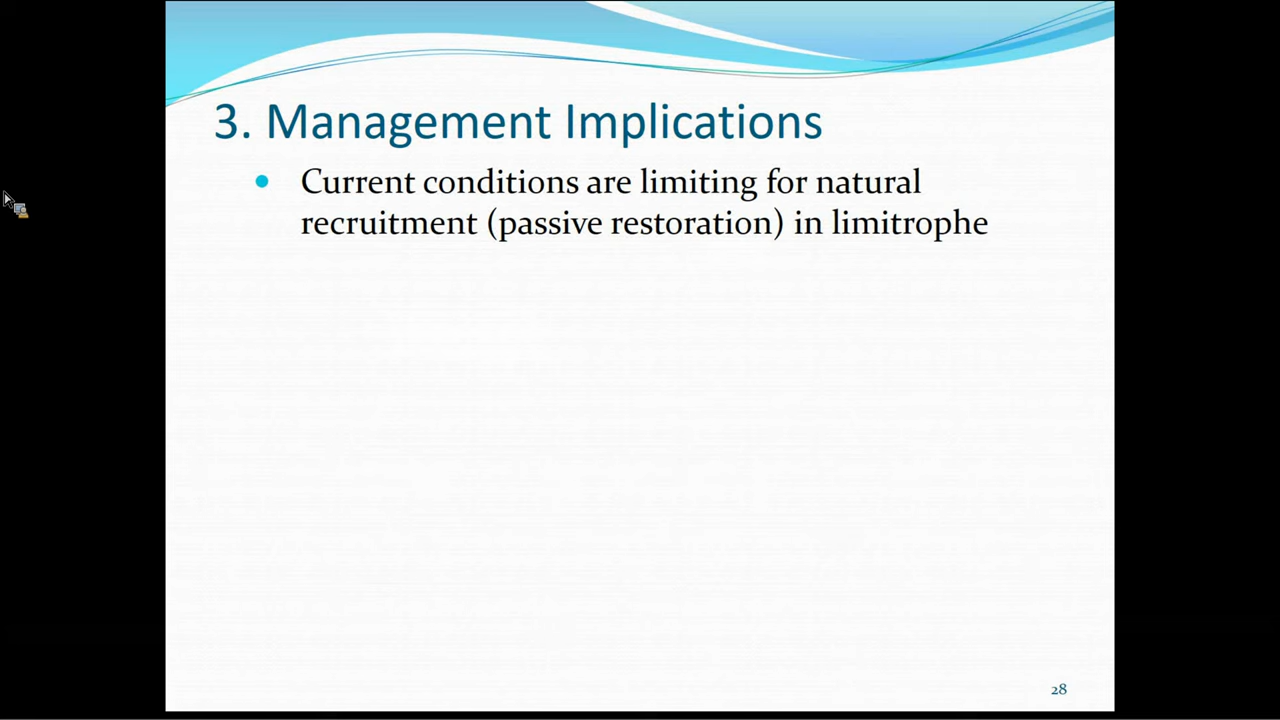 3. Management Implications
• Current conditions are limiting for natural
recruitment (passive restoration) in limitrophe
28